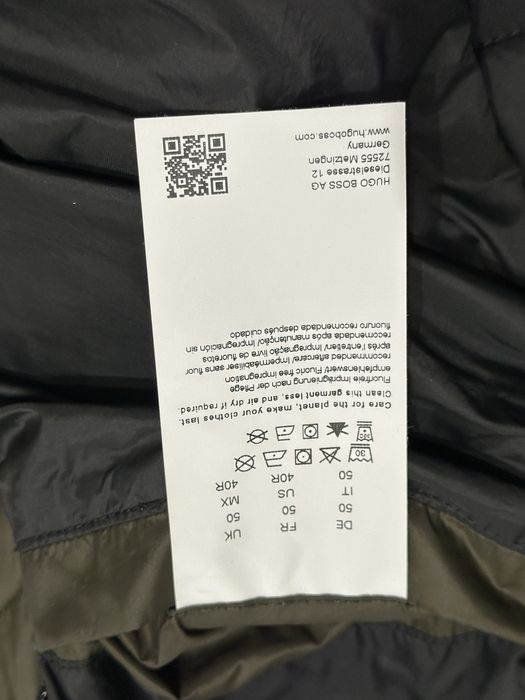 DE FR UK
50 50 50
IT US MX
50 40R 40R
30
Care for the planet, make your clothes last.
Clean this garment less, and air dry if required.
Fluorfreie Imprägnierung nach der Pflege
empfehlenswert/ Fluoric free impregnation
recommended aftercare/ Imperméabiliser sans fluor
après l'entretien/ Impregnação livre de fluoretos
recomendada após manutenção/ Impregnación sin
fluoruro recomendada después cuidado
HUGO BOSS AG
Dieselstrasse 12
72555 Metzingen
Germany
www.hugoboss.com